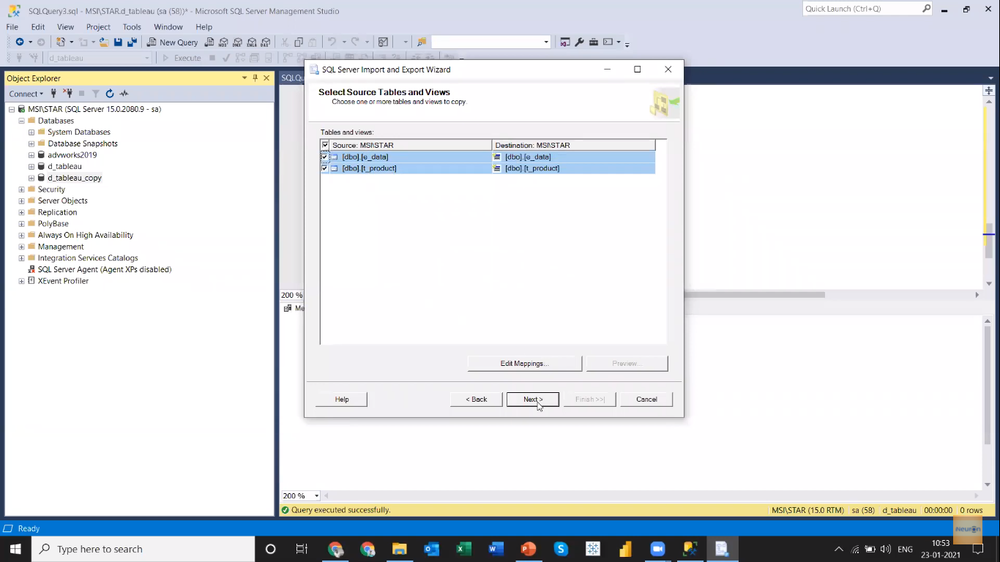 SQLQuery3.sql - MSI\STAR.d_tableau (sa (58))* - Microsoft SQL Server Management Studio
Quick Launch (Ctrl+Q)
File Edit View Project Tools Window Help
New Query
MDX DMX XMLA DAX
d_tableau
Execute
Object Explorer
SQLQu
Connect
MSI\STAR (SQL Server 15.0.2080.9 - sa)
Databases
System Databases
Database Snapshots
advworks2019
d_tableau
d_tableau_copy
Security
Server Objects
Replication
PolyBase
Always On High Availability
Management
Integration Services Catalogs
SQL Server Agent (Agent XPs disabled)
XEvent Profiler
SQL Server Import and Export Wizard
Select Source Tables and Views
Choose one or more tables and views to copy.
Tables and views:
Source: MSI\STAR Destination: MSI\STAR
[dbo].[e_data] [dbo].[e_data]
[dbo].[t_product] [dbo].[t_product]
Edit Mappings... Preview...
Help < Back Next > Finish >>| Cancel
200 %
Me
200 %
Query executed successfully. MSI\STAR (15.0 RTM) sa (58) d_tableau 00:00:00 0 rows
Ready
Neuron
Type here to search
ENG
10:53
23-01-2021